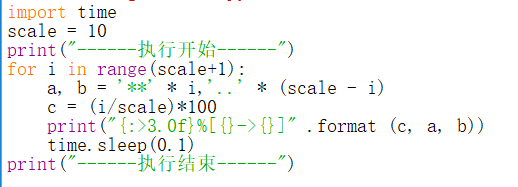 import time
scale = 10
print("------执行开始------")
for i in range(scale+1):
    a, b = '**' * i,'..' * (scale - i)
    c = (i/scale)*100
    print("{:>3.0f}%[{}->{}]" .format (c, a, b))
    time.sleep(0.1)
print("------执行结束------")